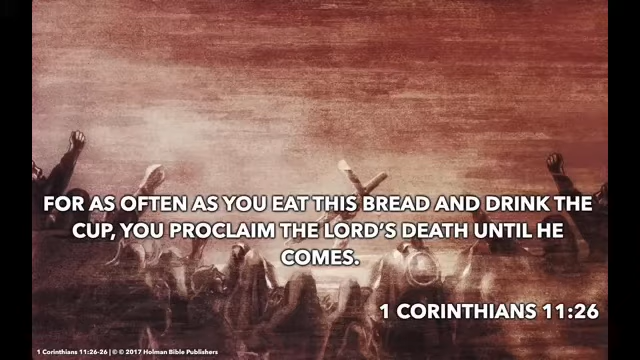 FOR AS OFTEN AS YOU EAT THIS BREAD AND DRINK THE
CUP, YOU PROCLAIM THE LORD’S DEATH UNTIL HE
COMES.
1 CORINTHIANS 11:26
1 Corinthians 11:26-26 | © © 2017 Holman Bible Publishers